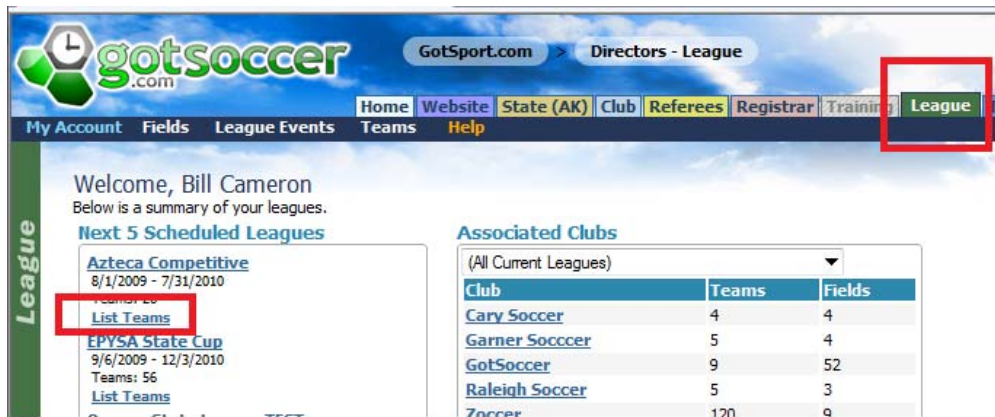 gotsoccer
.com
GotSport.com > Directors - League
Home Website State (AK) Club Referees Registrar Training League
My Account Fields League Events Teams Help
League
Welcome, Bill Cameron
Below is a summary of your leagues.
Next 5 Scheduled Leagues
Azteca Competitive
8/1/2009 - 7/31/2010
Teams: 20
List Teams
EPYSA State Cup
9/6/2009 - 12/3/2010
Teams: 56
List Teams
Associated Clubs
(All Current Leagues)
Club Teams Fields
Cary Soccer 4 4
Garner Socccer 5 4
GotSoccer 9 52
Raleigh Soccer 5 3
Zoccer 120 9